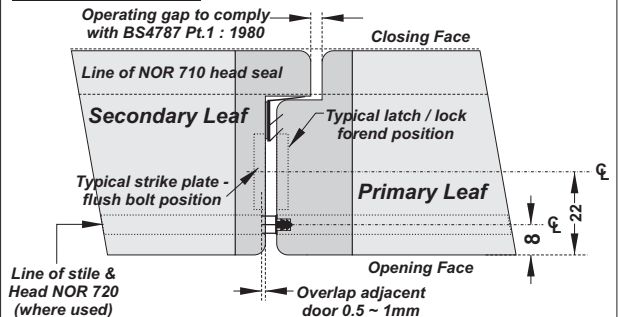 Operating gap to comply
with BS4787 Pt.1 : 1980
Closing Face
Line of NOR 710 head seal
Secondary Leaf
Typical latch / lock
forend position
Typical strike plate -
flush bolt position
Primary Leaf
℄
22
℄
8
Opening Face
Line of stile &
Head NOR 720
(where used)
Overlap adjacent
door 0.5 ~ 1mm